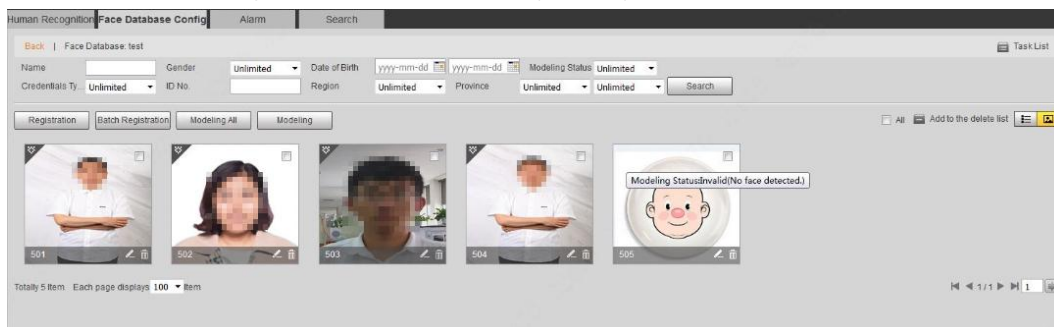 Human Recognition Face Database Config Alarm Search
Back | Face Database: test Task List
Name Gender Unlimited Date of Birth yyyy-mm-dd yyyy-mm-dd Modeling Status Unlimited
Credentials Ty... Unlimited ID No. Region Unlimited Province Unlimited Unlimited Search
Registration Batch Registration Modeling All Modeling All Add to the delete list
Modeling Status:Invalid(No face detected.)
501 502 503 504 505
Totally 5 Item Each page displays 100 Item 1/1 1